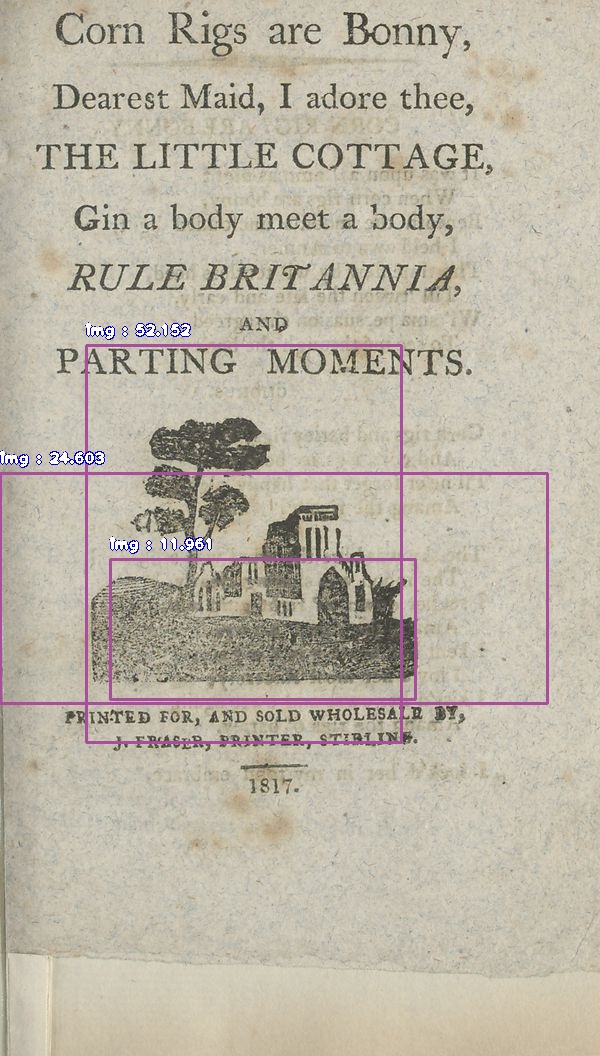 Corn Rigs are Bonny,
Dearest Maid, I adore thee,
THE LITTLE COTTAGE,
Gin a body meet a body,
RULE BRITANNIA,
Img : 52.152
AND
PARTING MOMENTS.
Img : 24.603
Img : 11.961
PRINTED FOR, AND SOLD WHOLESALE BY,
J. FRASER, PRINTER, STIRLING.
1817.